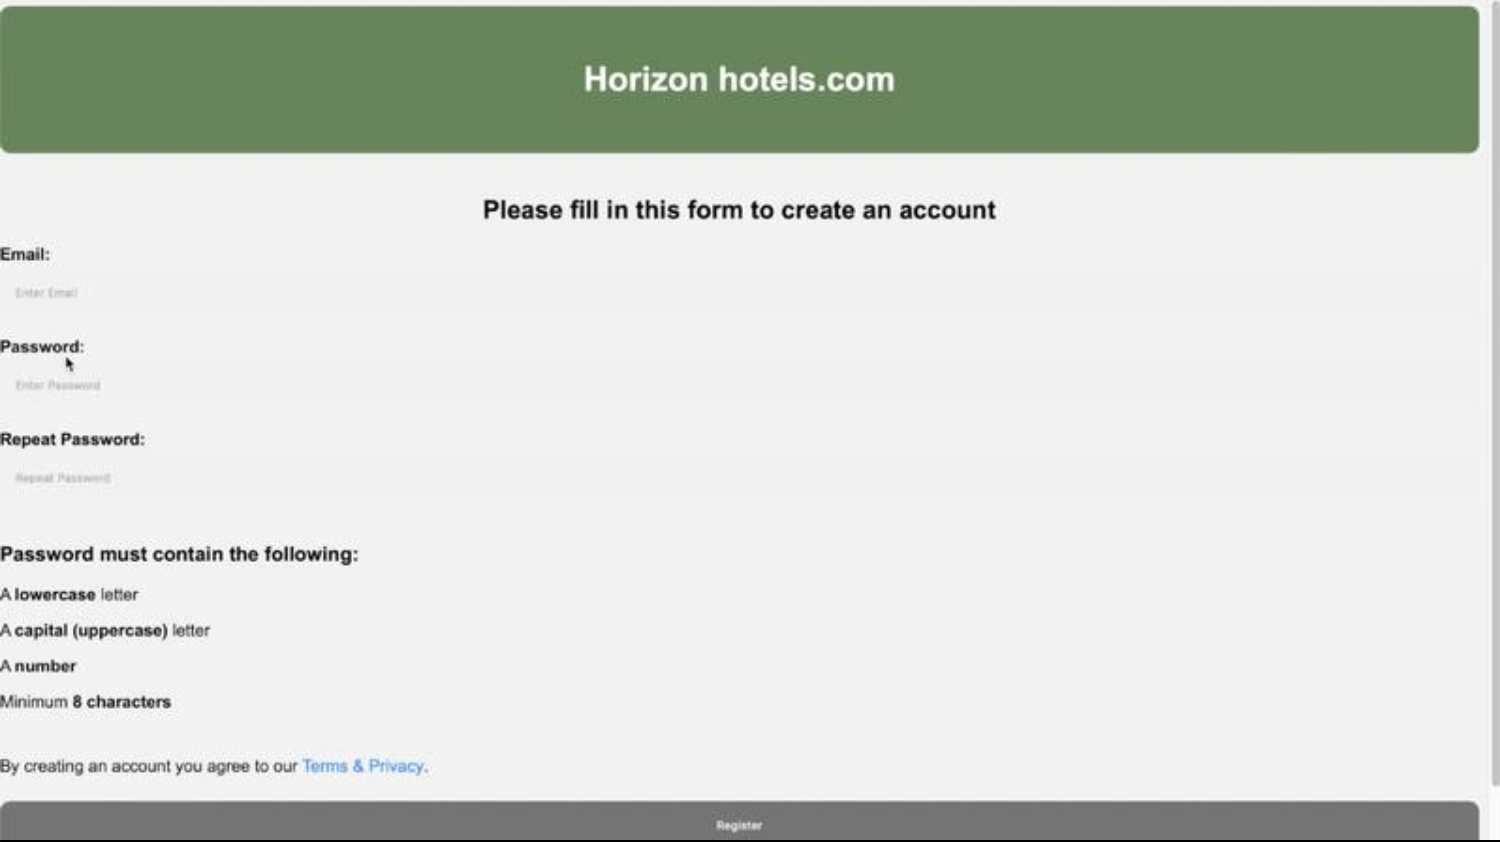 Horizon hotels.com
Please fill in this form to create an account
Email:
Enter Email
Password:
Enter Password
Repeat Password:
Repeat Password
Password must contain the following:
A lowercase letter
A capital (uppercase) letter
A number
Minimum 8 characters
By creating an account you agree to our Terms & Privacy.
Register